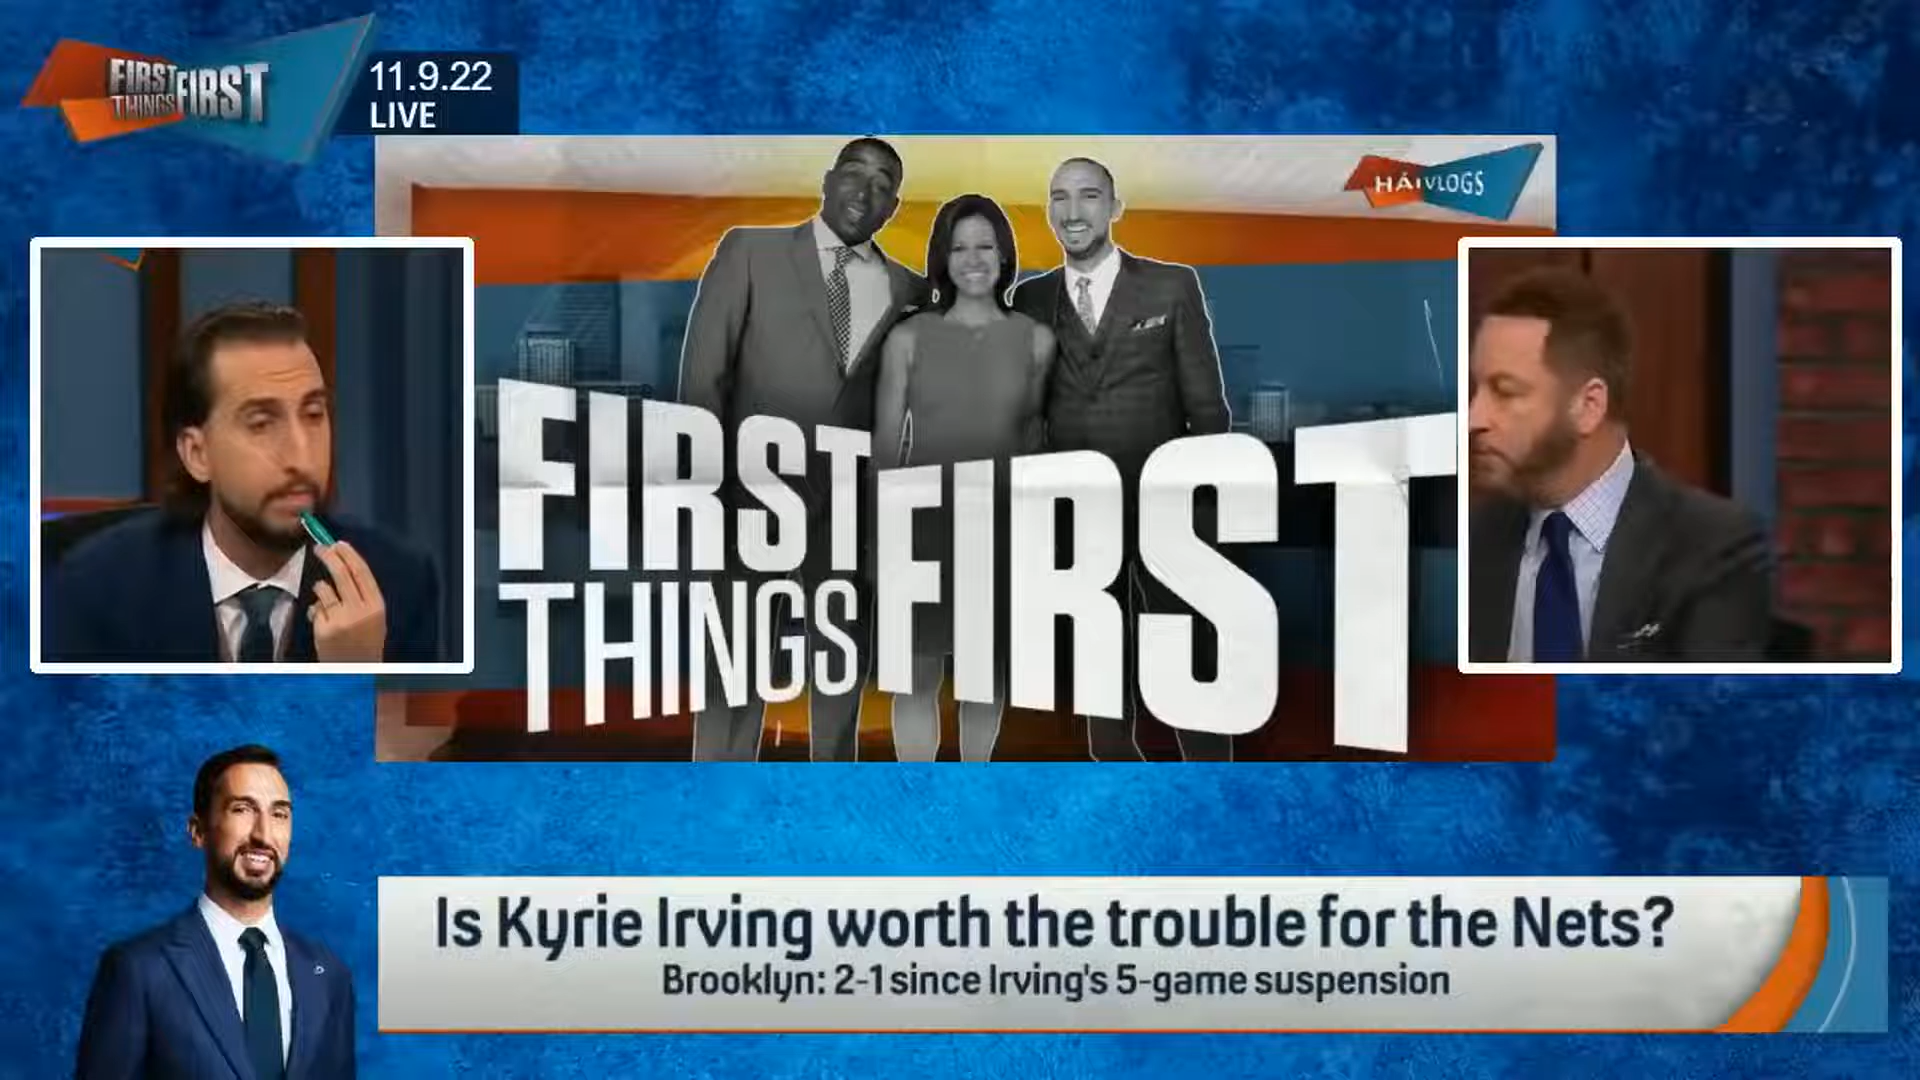 FIRST
THINGS FIRST
11.9.22
LIVE
HÁIVLOGS
FIRST
THINGS FIRST
Is Kyrie Irving worth the trouble for the Nets?
Brooklyn: 2-1 since Irving's 5-game suspension